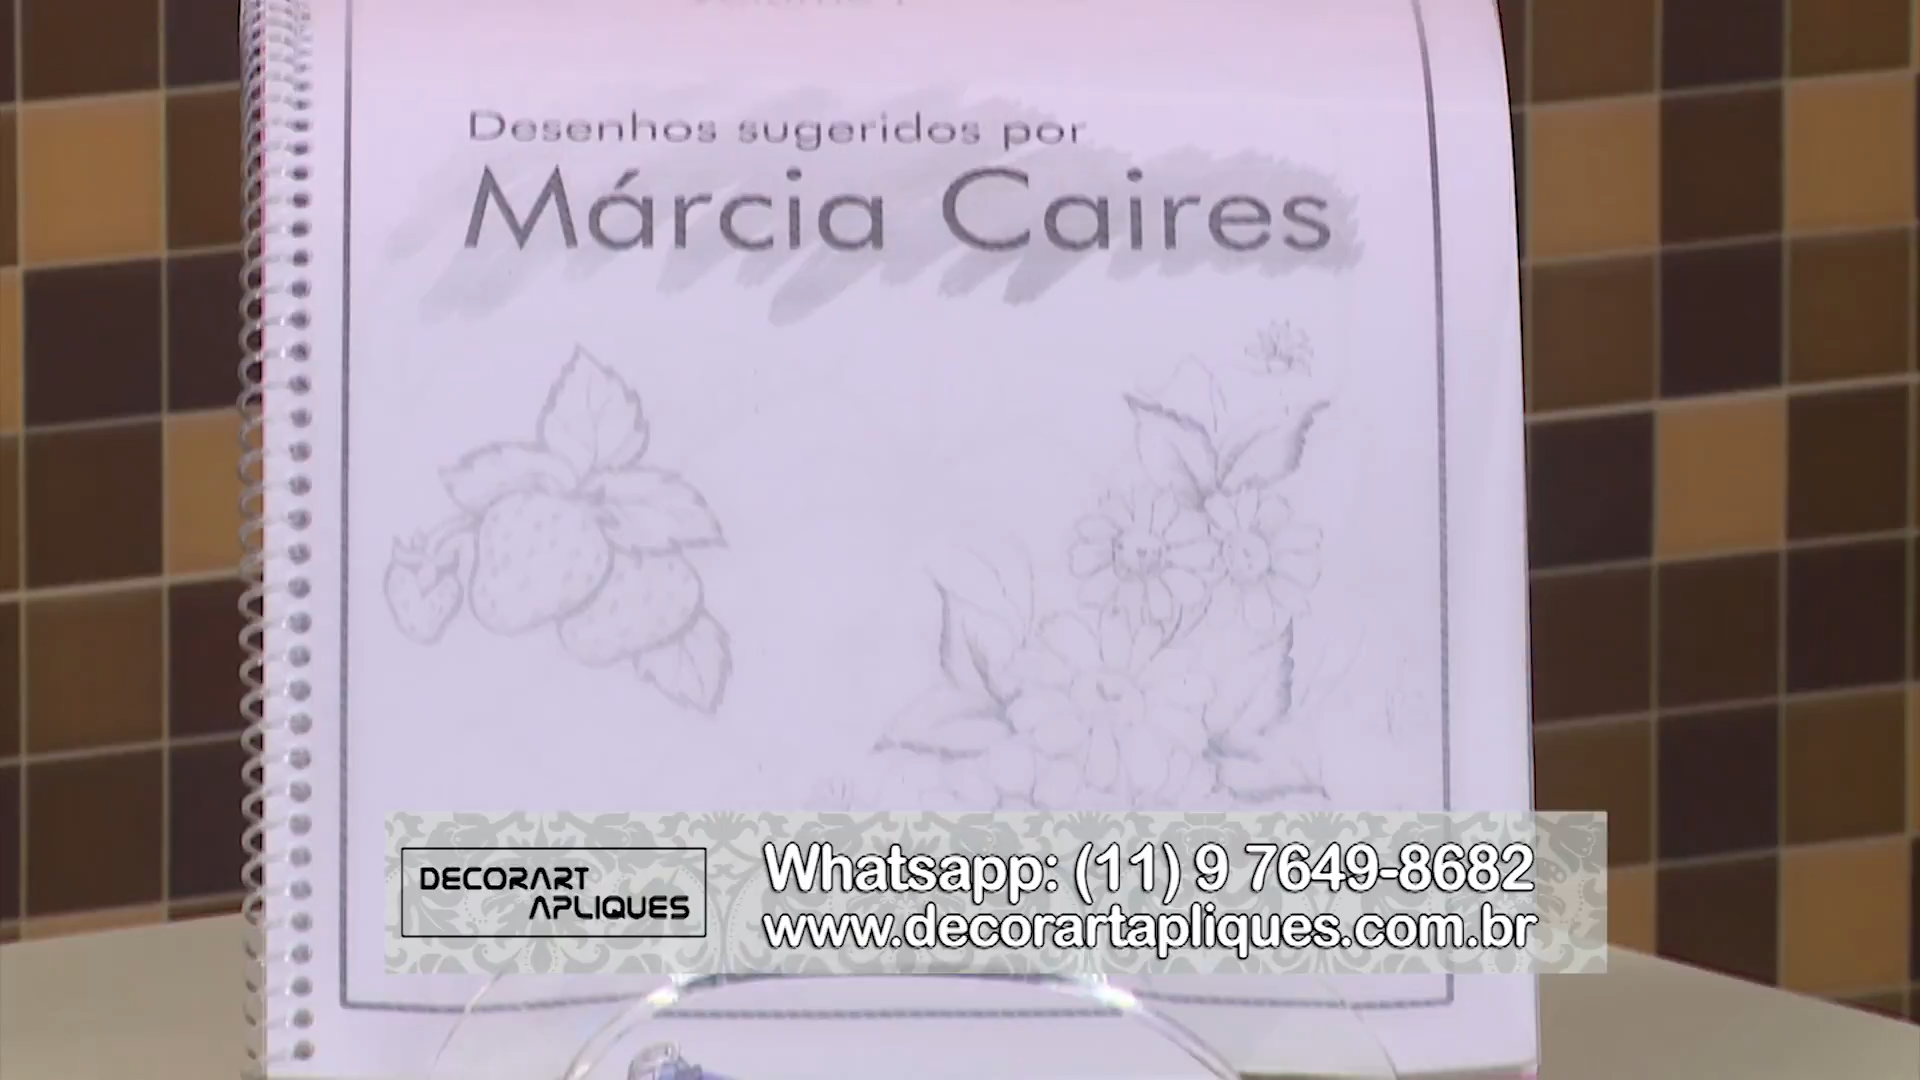 Desenhos sugeridos por
Márcia Caires
DECORART
APLIQUES
Whatsapp: (11) 9 7649-8682
www.decorartapliques.com.br